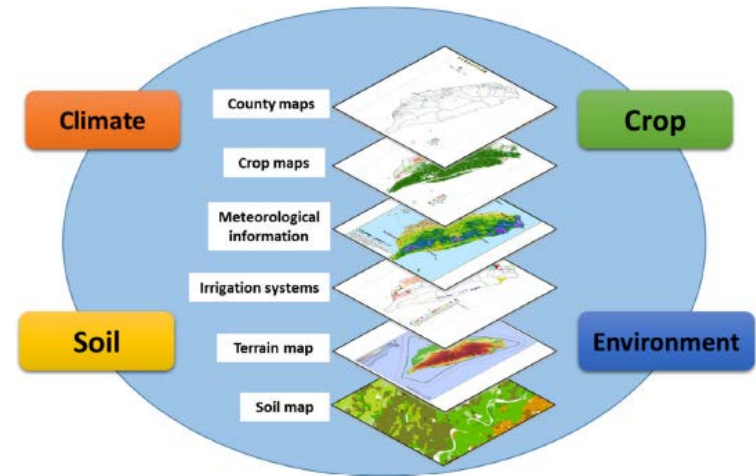 County maps
Climate
Crop
Crop maps
Meteorological
information
Irrigation systems
Soil
Terrain map
Environment
Soil map